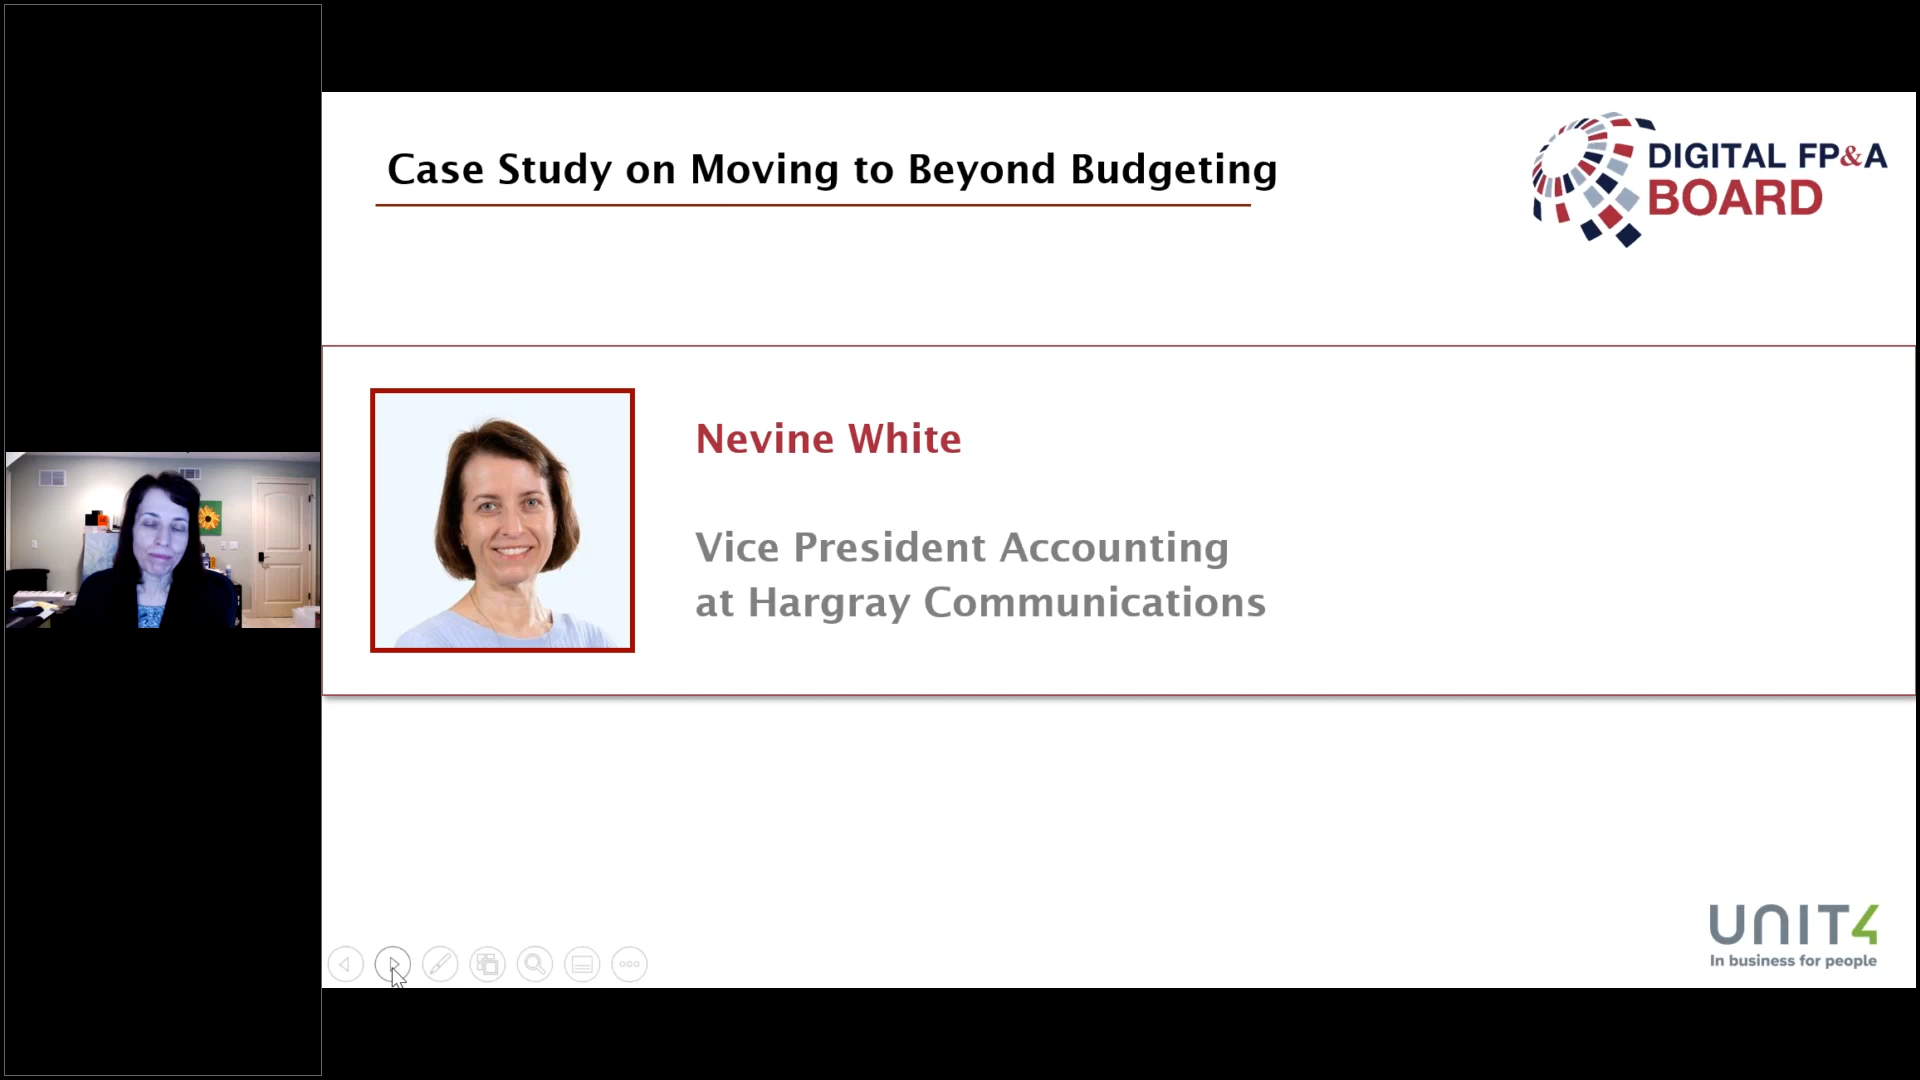 Case Study on Moving to Beyond Budgeting
DIGITAL FP&A
BOARD
Nevine White
Vice President Accounting
at Hargray Communications
UNIT4
In business for people